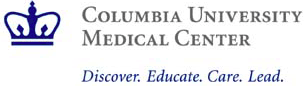 COLUMBIA UNIVERSITY
MEDICAL CENTER
Discover. Educate. Care. Lead.